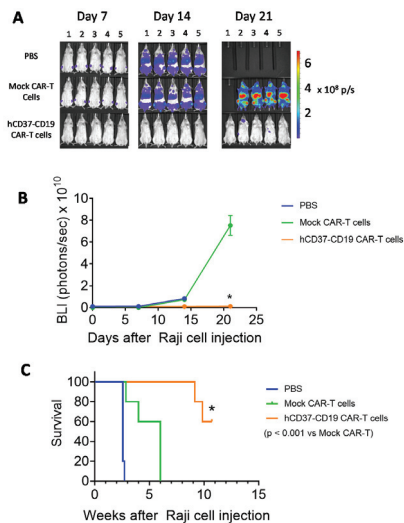 A
Day 7 Day 14 Day 21
1 2 3 4 5 1 2 3 4 5 1 2 3 4 5
PBS
Mock CAR-T
Cells
hCD37-CD19
CAR-T cells
6
4
2
x 10⁸ p/s
B
BLI (photons/sec) x 10¹⁰
10
8
6
4
2
0
0 5 10 15 20 25
Days after Raji cell injection
PBS
Mock CAR-T cells
hCD37-CD19 CAR-T cells
*
C
Survival
100
80
60
40
20
0
0 5 10 15
Weeks after Raji cell injection
*
PBS
Mock CAR-T cells
hCD37-CD19 CAR-T cells
(p < 0.001 vs Mock CAR-T)